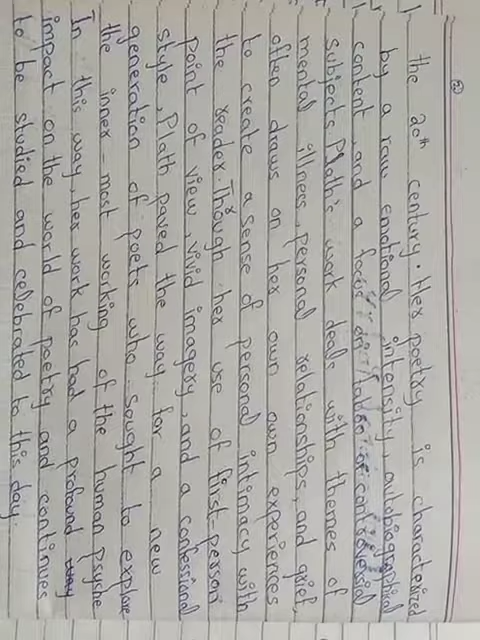 ②
the 20th century. Her poetry is characterized
by a raw emotional intensity, autobiographical
content, and a focus on taboo or controversial
subjects. Plath's work deals with themes of
mental illness, personal relationships, and grief,
often draws on her own own experiences
to create a sense of personal intimacy with
the reader. Through her use of first-person
point of view, vivid imagery, and a confessional
style, Plath paved the way for a new
generation of poets who sought to explore
the inner-most working of the human psyshe
In this way, her work has had a profound
impact on the world of poetry and continues
to be studied and celebrated to this day.